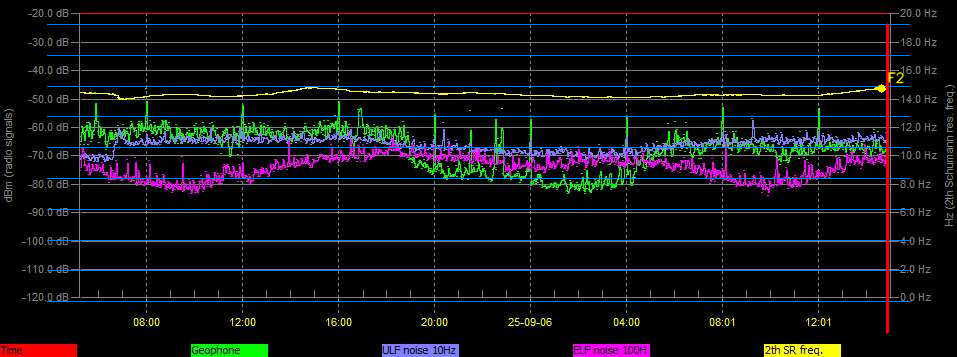 -20.0 dB 20.0 Hz
-30.0 dB 18.0 Hz
-40.0 dB 16.0 Hz
F2
-50.0 dB 14.0 Hz
-60.0 dB 12.0 Hz
-70.0 dB 10.0 Hz
-80.0 dB 8.0 Hz
-90.0 dB 6.0 Hz
-100.0 dB 4.0 Hz
-110.0 dB 2.0 Hz
-120.0 dB 0.0 Hz
dBm (radio signals)
Hz (2th Schumann res. freq.)
08:00 12:00 16:00 20:00 25-09-06 04:00 08:01 12:01
Time Geophone ULF noise 10Hz ELF noise 100H 2th SR freq.